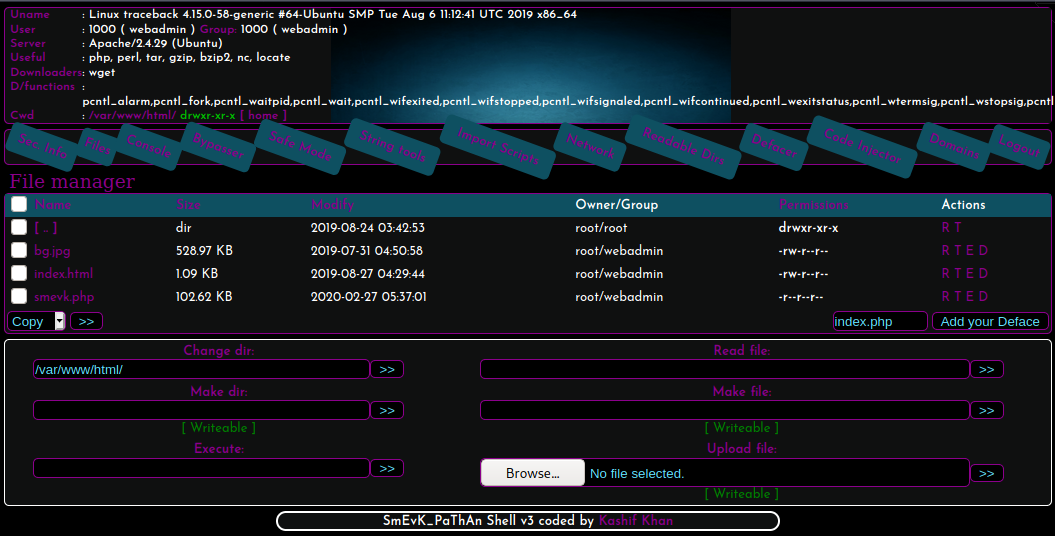 Uname : Linux traceback 4.15.0-58-generic #64-Ubuntu SMP Tue Aug 6 11:12:41 UTC 2019 x86_64
User : 1000 ( webadmin ) Group: 1000 ( webadmin )
Server : Apache/2.4.29 (Ubuntu)
Useful : php, perl, tar, gzip, bzip2, nc, locate
Downloaders: wget
D/functions :
pcntl_alarm,pcntl_fork,pcntl_waitpid,pcntl_wait,pcntl_wifexited,pcntl_wifstopped,pcntl_wifsignaled,pcntl_wifcontinued,pcntl_wexitstatus,pcntl_wtermsig,pcntl_wstopsig,pcntl
Cwd : /var/www/html/ drwxr-xr-x [ home ]
Sec. Info Files Console Bypasser Safe Mode String tools Import Scripts Network Readable Dirs Defacer Code Injector Domains Logout
File manager
Name Size Modify Owner/Group Permissions Actions
[ .. ] dir 2019-08-24 03:42:53 root/root drwxr-xr-x R T
bg.jpg 528.97 KB 2019-07-31 04:50:58 root/webadmin -rw-r--r-- R T E D
index.html 1.09 KB 2019-08-27 04:29:44 root/webadmin -rw-r--r-- R T E D
smevk.php 102.62 KB 2020-02-27 05:37:01 root/webadmin -r--r--r-- R T E D
Copy >> index.php Add your Deface
Change dir: Read file:
/var/www/html/ >> >>
Make dir: Make file:
>> >>
[ Writeable ] [ Writeable ]
Execute: Upload file:
>> Browse... No file selected. >>
[ Writeable ]
SmEvK_PaThAn Shell v3 coded by Kashif Khan